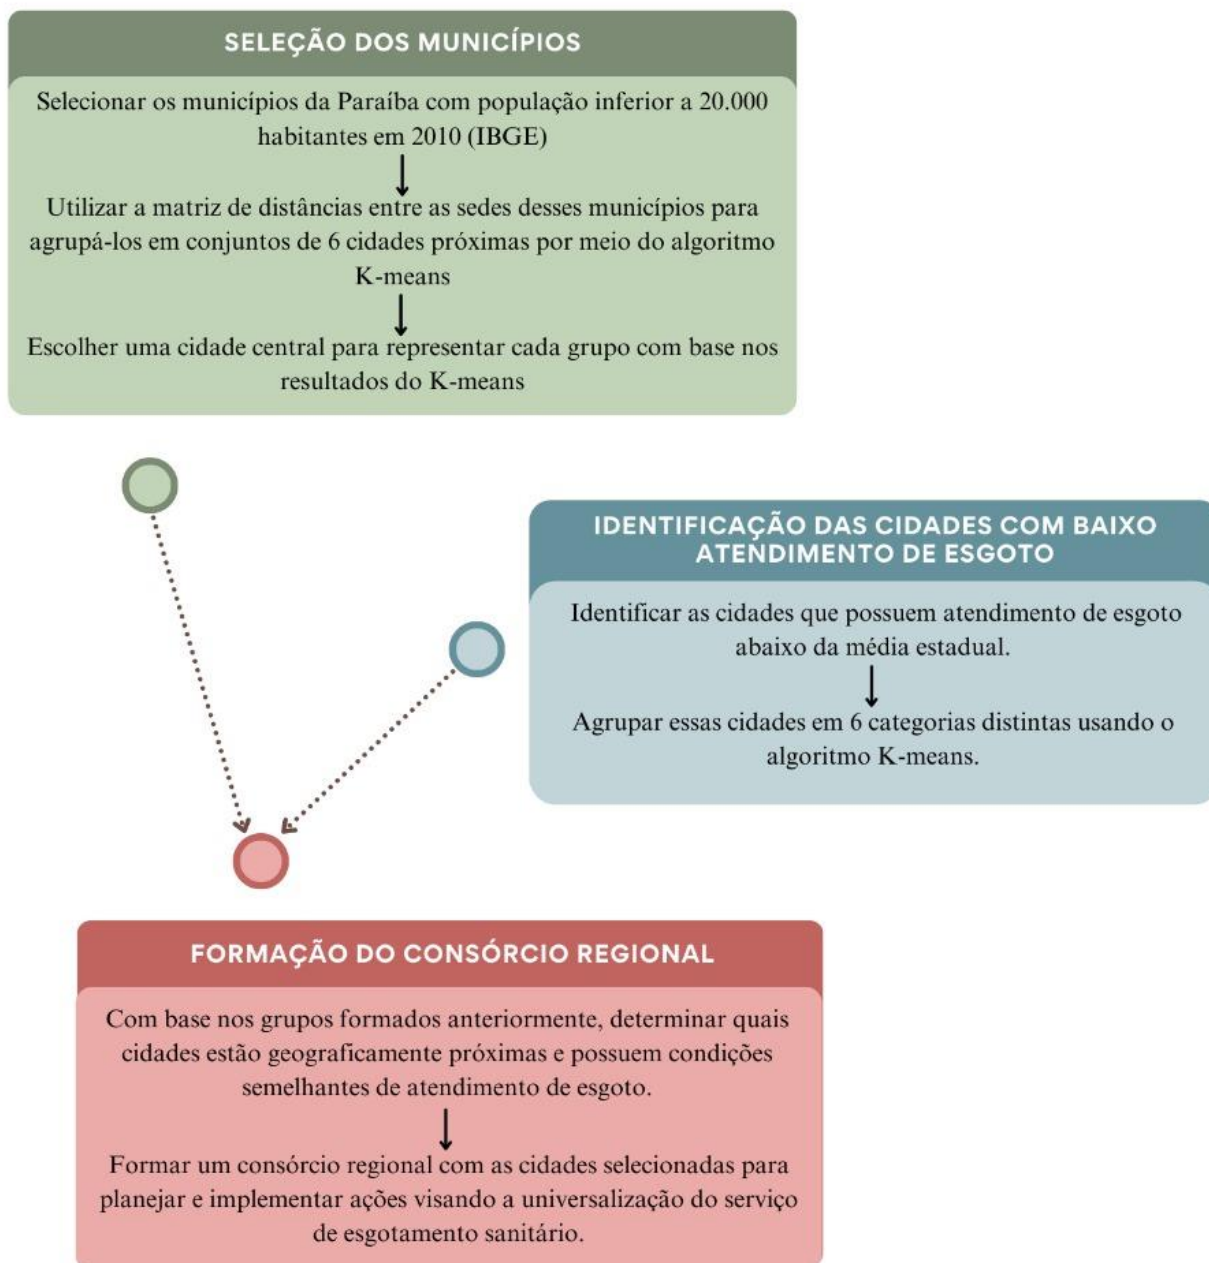 SELEÇÃO DOS MUNICÍPIOS
Selecionar os municípios da Paraíba com população inferior a 20.000
habitantes em 2010 (IBGE)
Utilizar a matriz de distâncias entre as sedes desses municípios para
agrupá-los em conjuntos de 6 cidades próximas por meio do algoritmo
K-means
Escolher uma cidade central para representar cada grupo com base nos
resultados do K-means
IDENTIFICAÇÃO DAS CIDADES COM BAIXO
ATENDIMENTO DE ESGOTO
Identificar as cidades que possuem atendimento de esgoto
abaixo da média estadual.
Agrupar essas cidades em 6 categorias distintas usando o
algoritmo K-means.
FORMAÇÃO DO CONSÓRCIO REGIONAL
Com base nos grupos formados anteriormente, determinar quais
cidades estão geograficamente próximas e possuem condições
semelhantes de atendimento de esgoto.
Formar um consórcio regional com as cidades selecionadas para
planejar e implementar ações visando a universalização do serviço
de esgotamento sanitário.